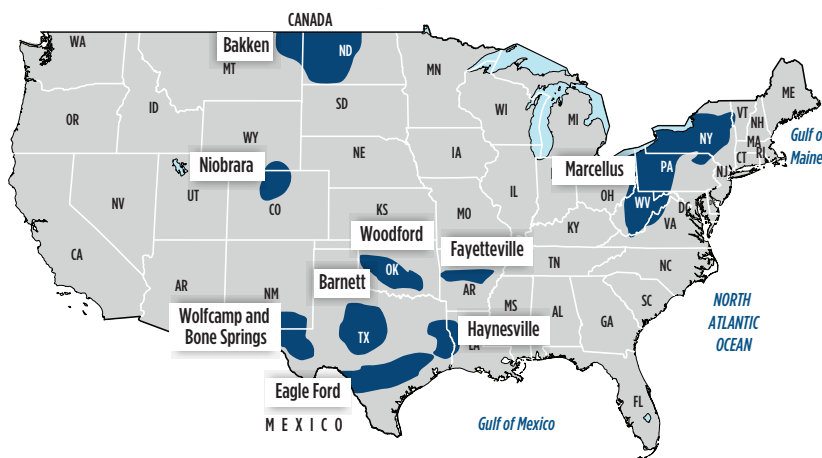 CANADA
WA
Bakken
ND
MT
MN
ME
OR
ID
SD
WI
MI
VT
NH
NY
MA
CT
RI
Gulf o
Maine
WY
Niobrara
NE
IA
Marcellus
PA
NJ
NV
UT
CO
IL
OH
WV
DC
VA
KS
MO
KY
CA
Woodford
Fayetteville
OK
TN
NC
AR
NM
Barnett
AR
SC
MS
AL
GA
NORTH
ATLANTIC
OCEAN
Wolfcamp and
Bone Springs
TX
Haynesville
LA
Eagle Ford
FL
MEXICO
Gulf of Mexico